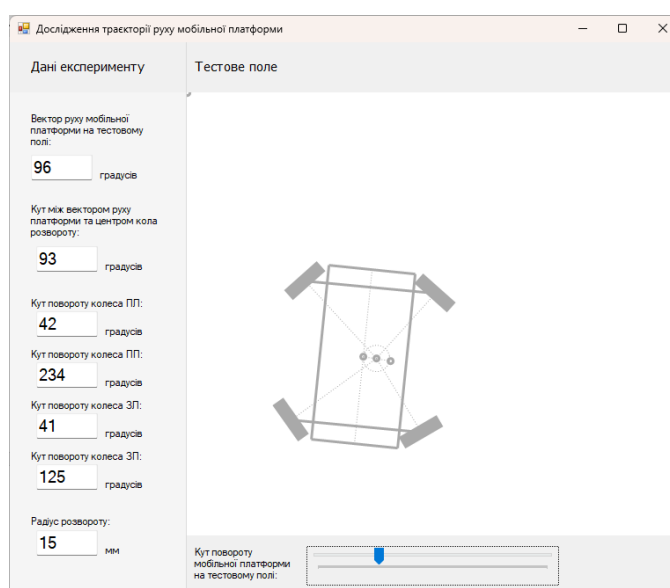 Дослідження траєкторії руху мобільної платформи
Дані експерименту
Тестове поле
Вектор руху мобільної
платформи на тестовому
полі:
96
градусів
Кут між вектором руху
платформи та центром кола
розвороту:
93
градусів
Кут повороту колеса ПЛ:
42
градусів
Кут повороту колеса ПП:
234
градусів
Кут повороту колеса ЗЛ:
41
градусів
Кут повороту колеса ЗП:
125
градусів
Радіус розвороту:
15
мм
Кут повороту
мобільної платформи
на тестовому полі: